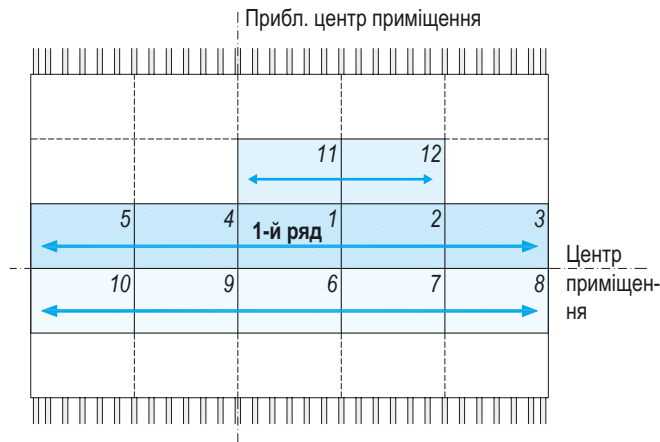 Прибл. центр приміщення
11 12
5 4 1 2 3
1-й ряд
Центр
приміщен-
ня
10 9 6 7 8